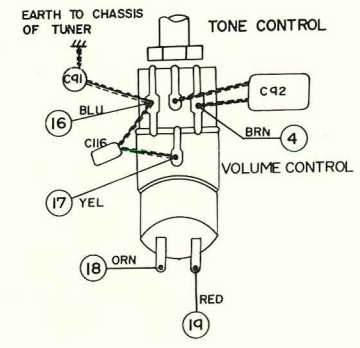 EARTH TO CHASSIS
OF TUNER
TONE CONTROL
C91
C92
16
BLU
BRN
4
C116
VOLUME CONTROL
17
YEL
18
ORN
RED
19